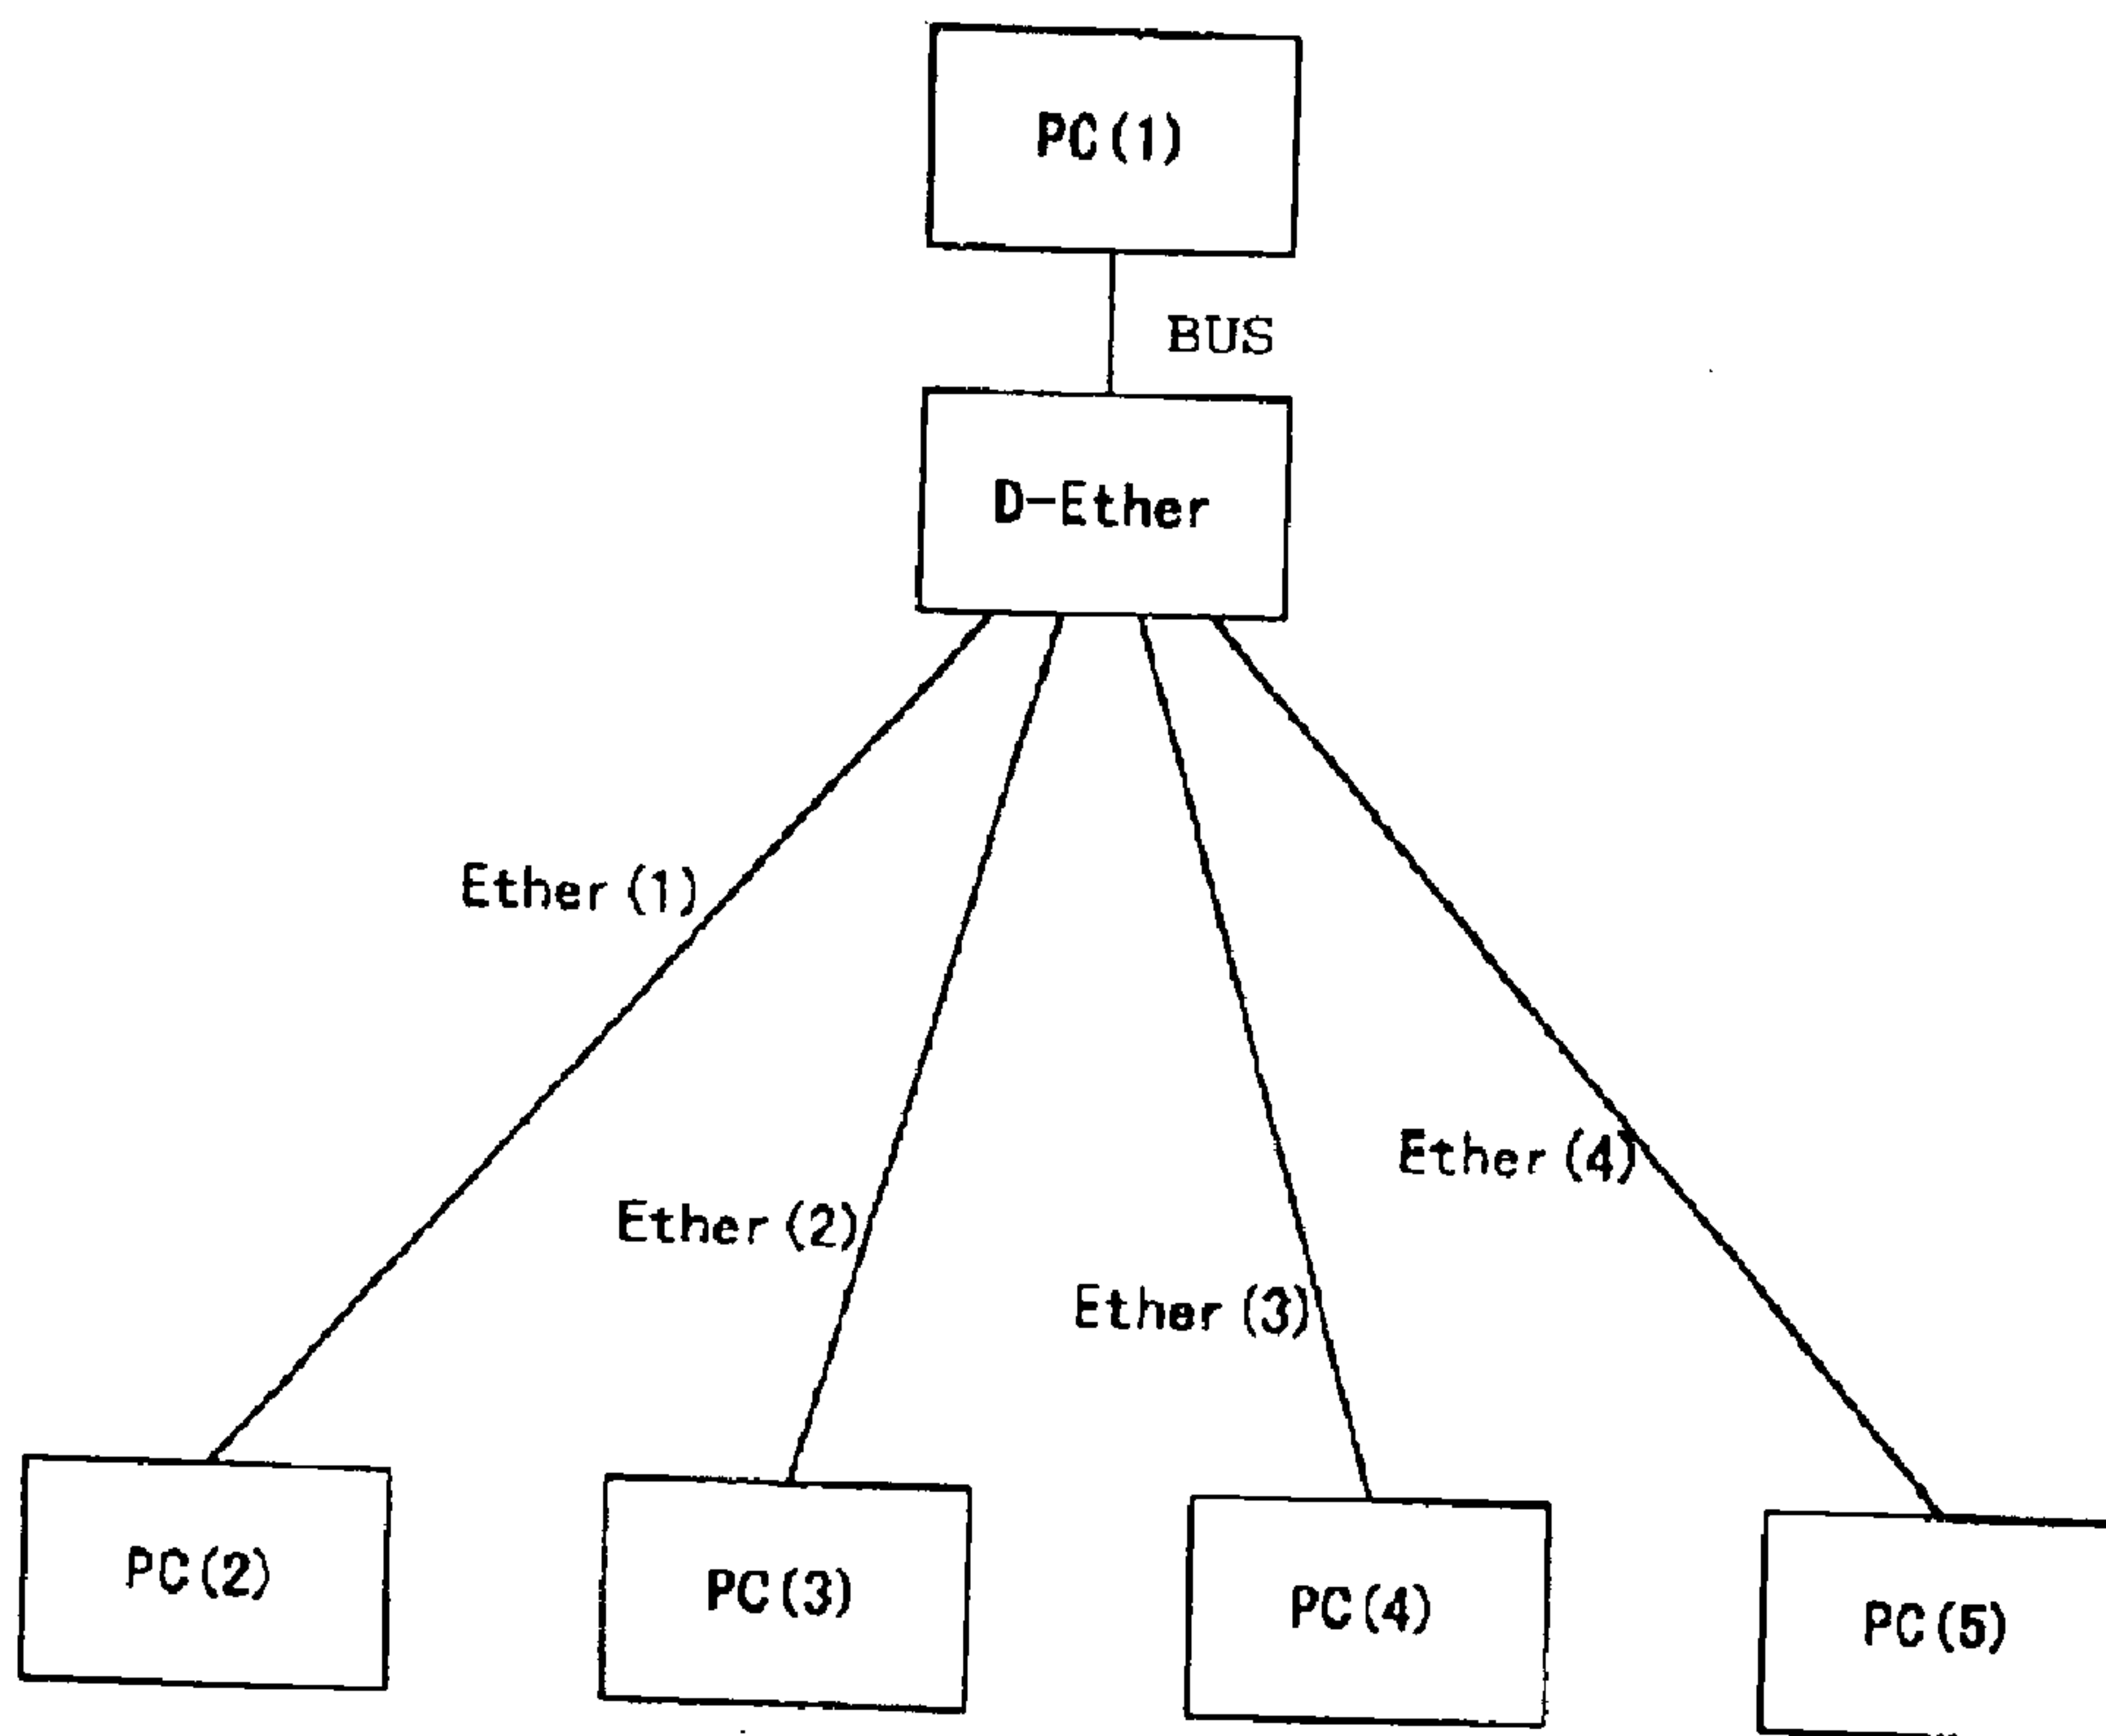 PC(1)
BUS
D-Ether
Ether(1)
Ether(2)
Ether(3)
Ether(4)
PC(2)
PC(3)
PC(4)
PC(5)